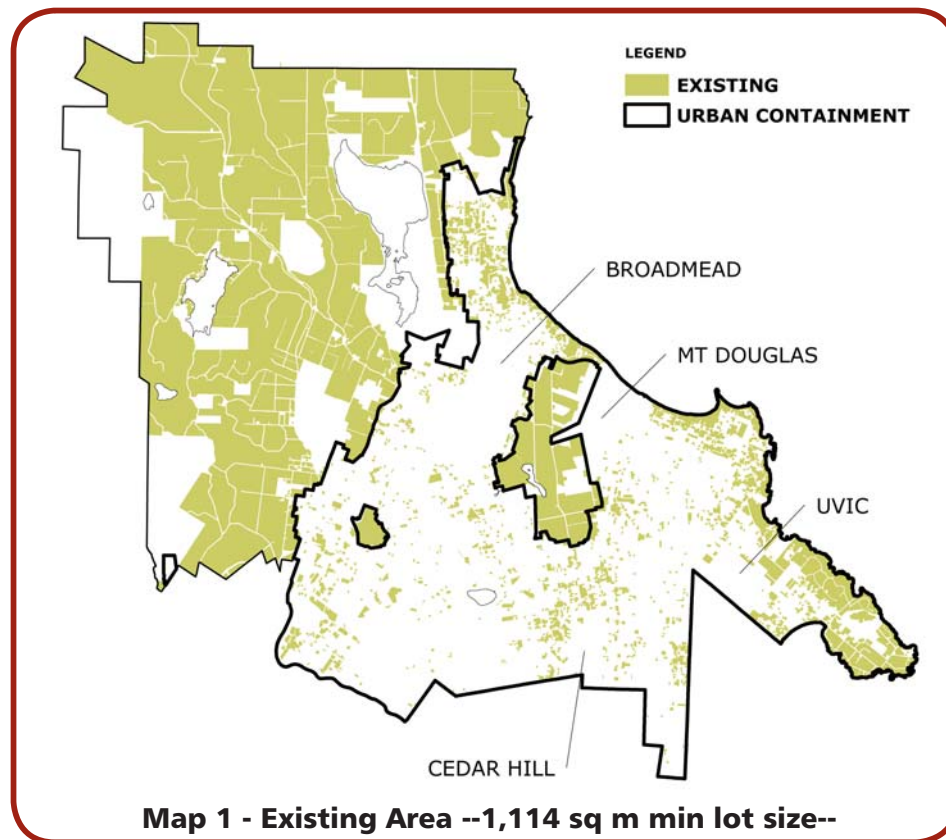 LEGEND
EXISTING
URBAN CONTAINMENT
BROADMEAD
MT DOUGLAS
UVIC
CEDAR HILL
Map 1 - Existing Area --1,114 sq m min lot size--